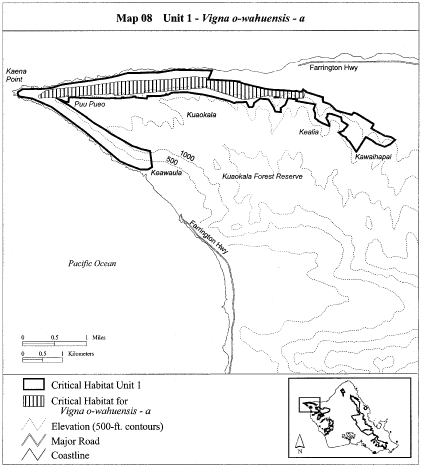 Map 08 Unit 1 - Vigna o-wahuensis - a
Farrington Hwy
Kaena
Point
Puu Pueo
Kuaokala
Kealia
Kawaihapai
1000
500
Keawaula
Kuaokala Forest Reserve
Farrington Hwy
Pacific Ocean
0 0.5 1 Miles
0 0.5 1 Kilometers
Critical Habitat Unit 1
Critical Habitat for
Vigna o-wahuensis - a
Elevation (500-ft. contours)
Major Road
Coastline
N